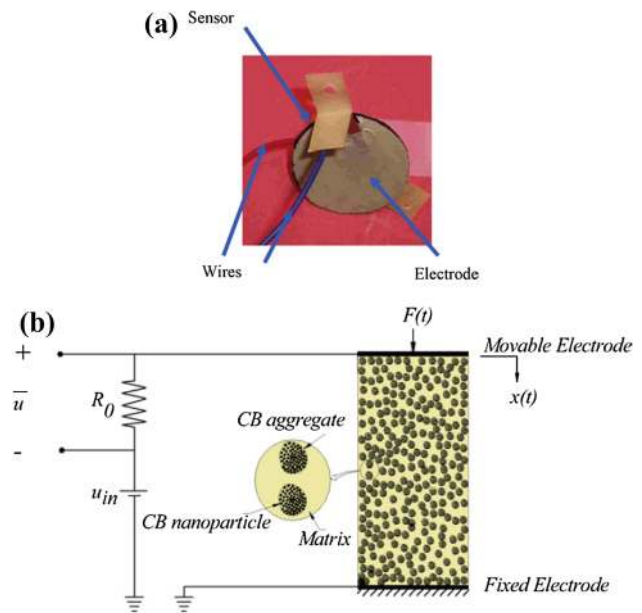 (a)
Sensor
Wires
Electrode
(b)
F(t)
+
Movable Electrode
x(t)
u
R0
CB aggregate
-
uin
CB nanoparticle
Matrix
Fixed Electrode